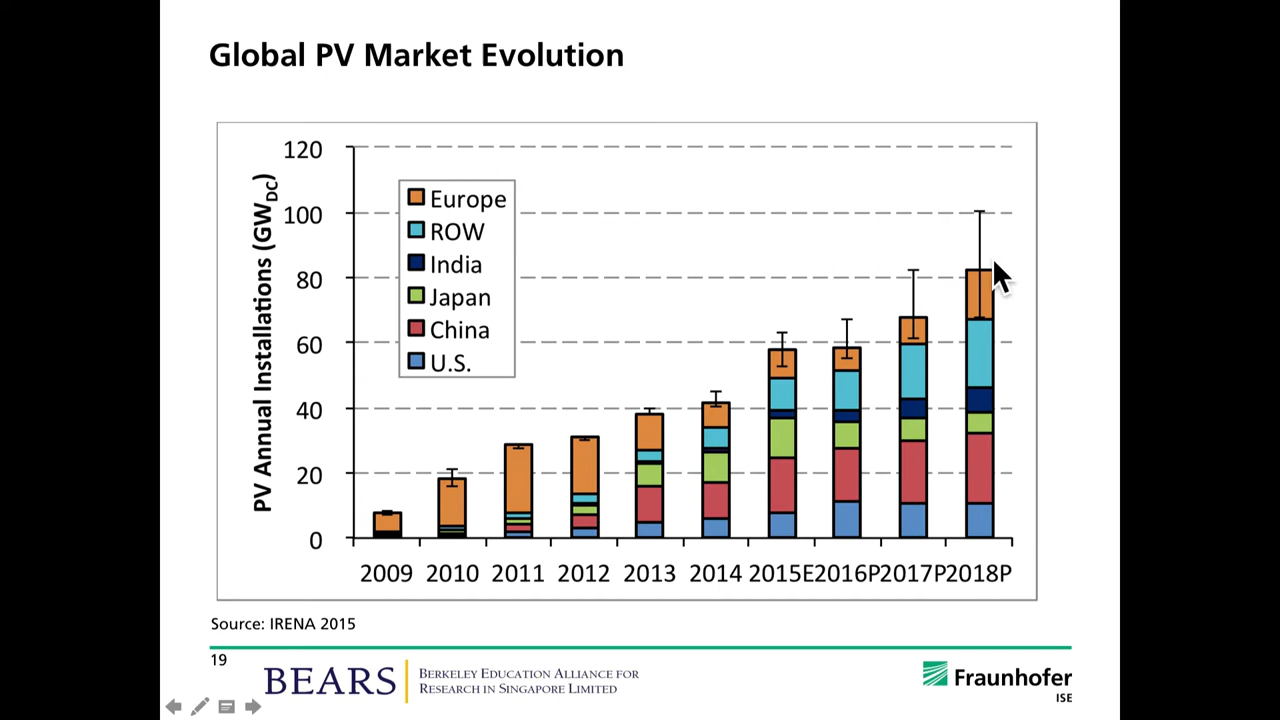 Global PV Market Evolution
PV Annual Installations (GWDC)
120
100
80
60
40
20
0
Europe
ROW
India
Japan
China
U.S.
2009 2010 2011 2012 2013 2014 2015E 2016P 2017P 2018P
Source: IRENA 2015
19
BEARS
BERKELEY EDUCATION ALLIANCE FOR
RESEARCH IN SINGAPORE LIMITED
Fraunhofer
ISE